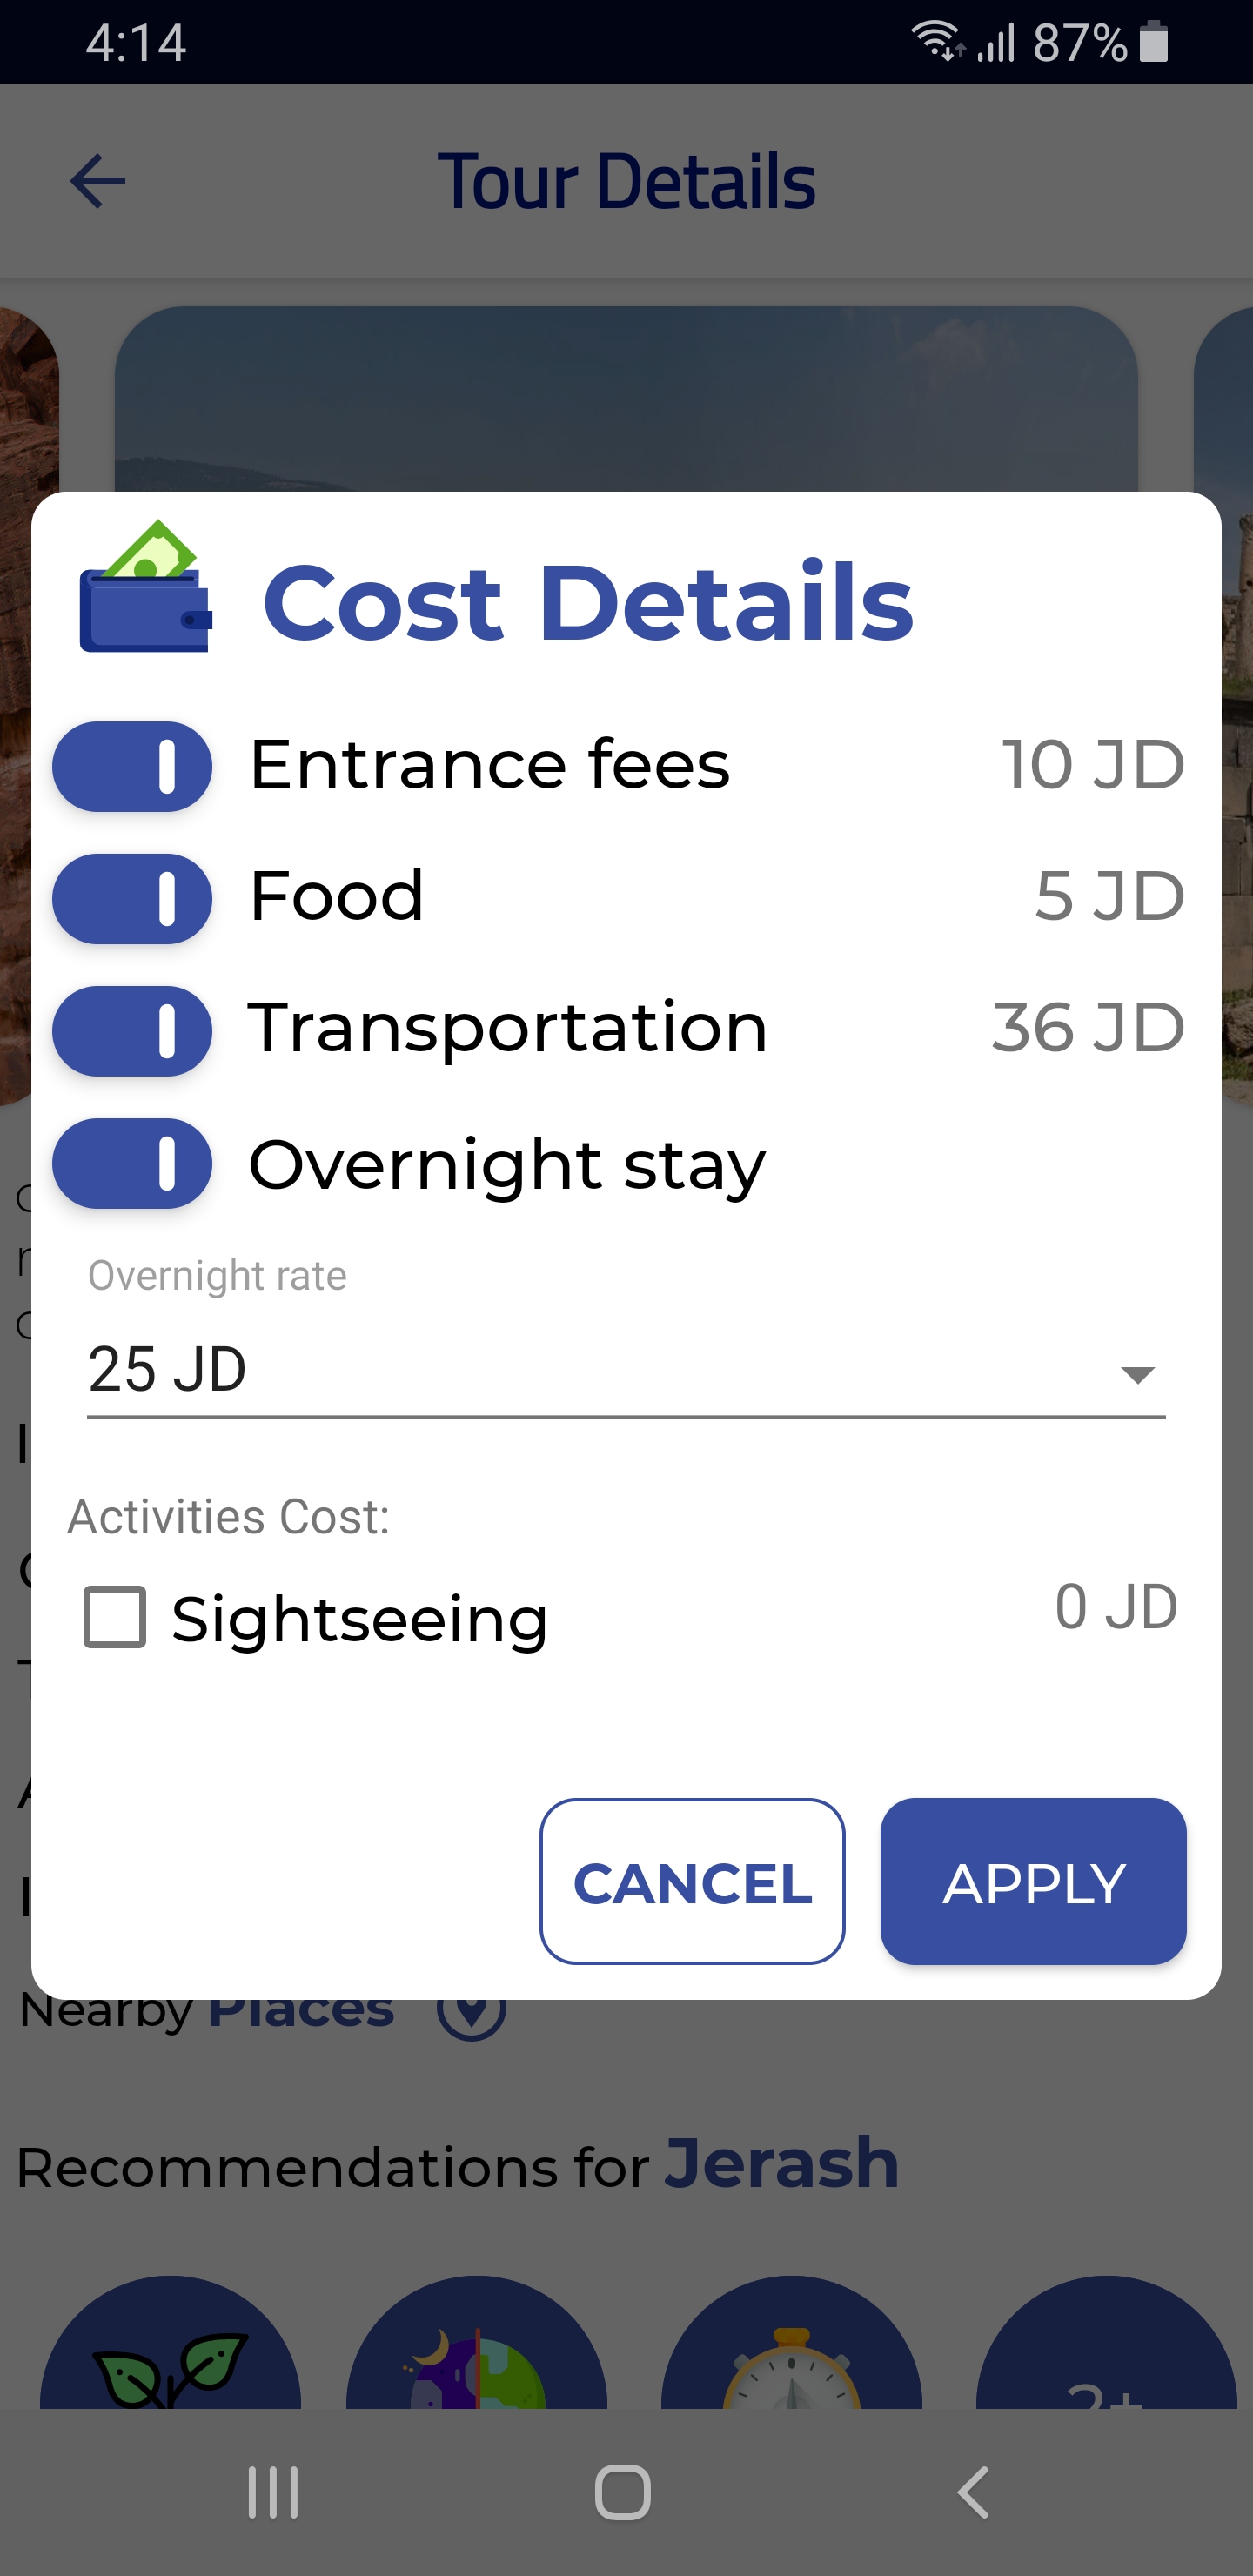 4:14 87%
Tour Details
Cost Details
Entrance fees 10 JD
Food 5 JD
Transportation 36 JD
Overnight stay
Overnight rate
25 JD
Activities Cost:
Sightseeing 0 JD
CANCEL APPLY
Nearby Places
Recommendations for Jerash
2+